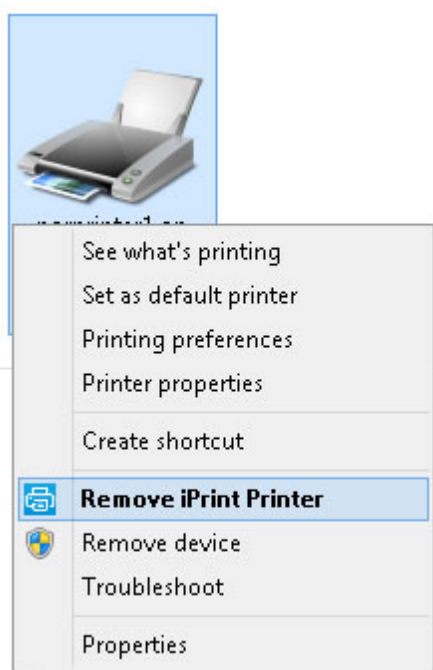 See what's printing
Set as default printer
Printing preferences
Printer properties
Create shortcut
Remove iPrint Printer
Remove device
Troubleshoot
Properties